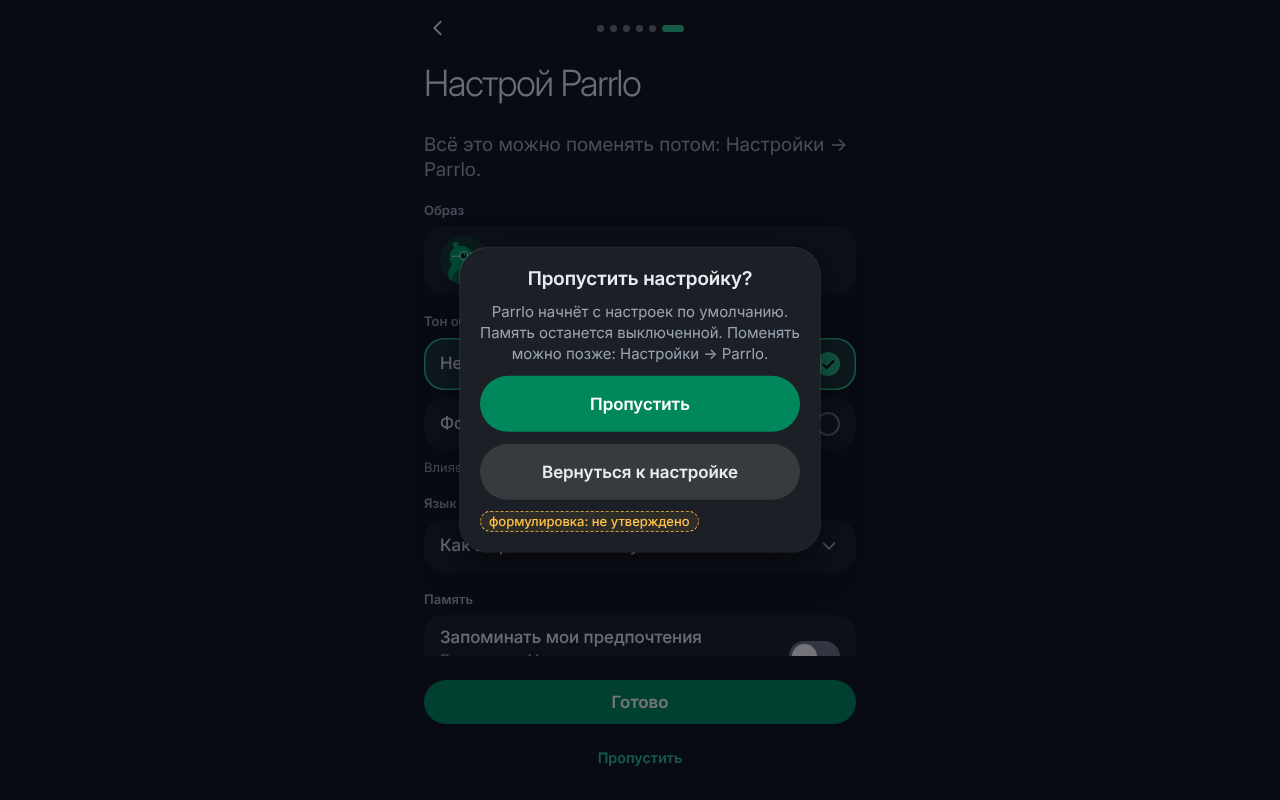 Настрой Parrlo
Всё это можно поменять потом: Настройки →
Parrlo.
Образ
Пропустить настройку?
Parrlo начнёт с настроек по умолчанию.
Память останется выключенной. Поменять
можно позже: Настройки → Parrlo.
Тон
Пропустить
Вернуться к настройке
Язык
формулировка: не утверждено
Как
Память
Запоминать мои предпочтения
Готово
Пропустить